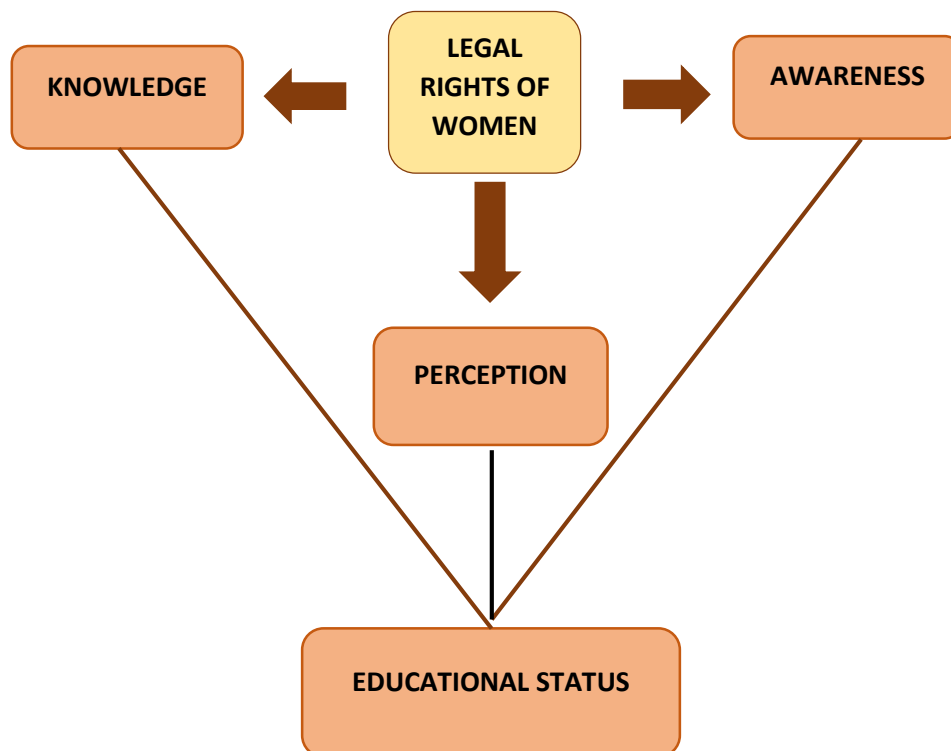 LEGAL
RIGHTS OF
WOMEN
KNOWLEDGE
AWARENESS
PERCEPTION
EDUCATIONAL STATUS